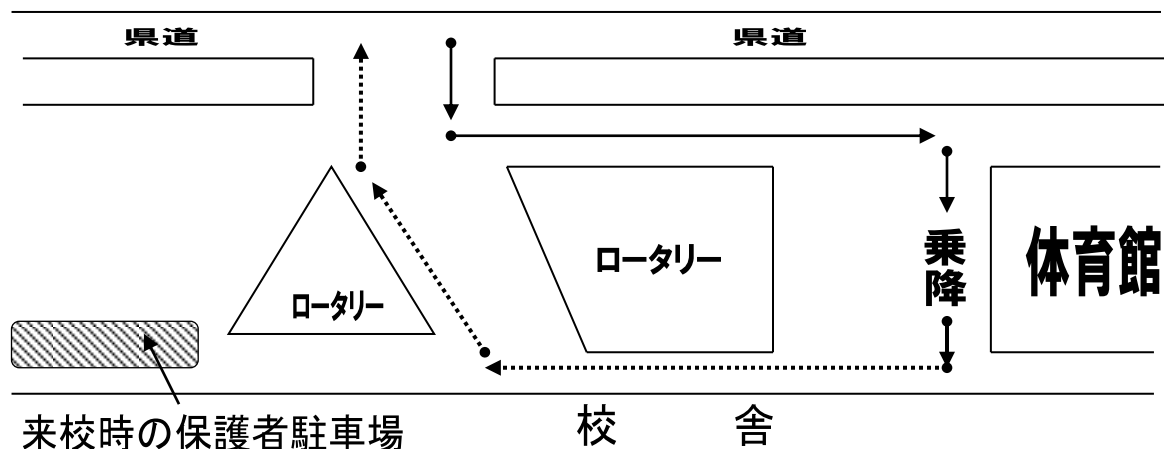 県道
県道
ロータリー
ロータリー
乗降
体育館
来校時の保護者駐車場
校舎